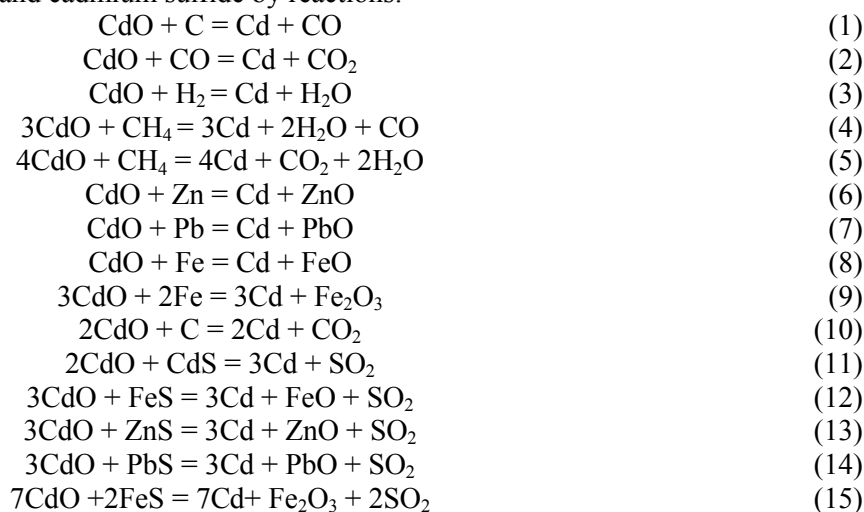 and cadmium sulfide by reactions:
CdO + C = Cd + CO (1)
CdO + CO = Cd + CO₂ (2)
CdO + H₂ = Cd + H₂O (3)
3CdO + CH₄ = 3Cd + 2H₂O + CO (4)
4CdO + CH₄ = 4Cd + CO₂ + 2H₂O (5)
CdO + Zn = Cd + ZnO (6)
CdO + Pb = Cd + PbO (7)
CdO + Fe = Cd + FeO (8)
3CdO + 2Fe = 3Cd + Fe₂O₃ (9)
2CdO + C = 2Cd + CO₂ (10)
2CdO + CdS = 3Cd + SO₂ (11)
3CdO + FeS = 3Cd + FeO + SO₂ (12)
3CdO + ZnS = 3Cd + ZnO + SO₂ (13)
3CdO + PbS = 3Cd + PbO + SO₂ (14)
7CdO +2FeS = 7Cd+ Fe₂O₃ + 2SO₂ (15)